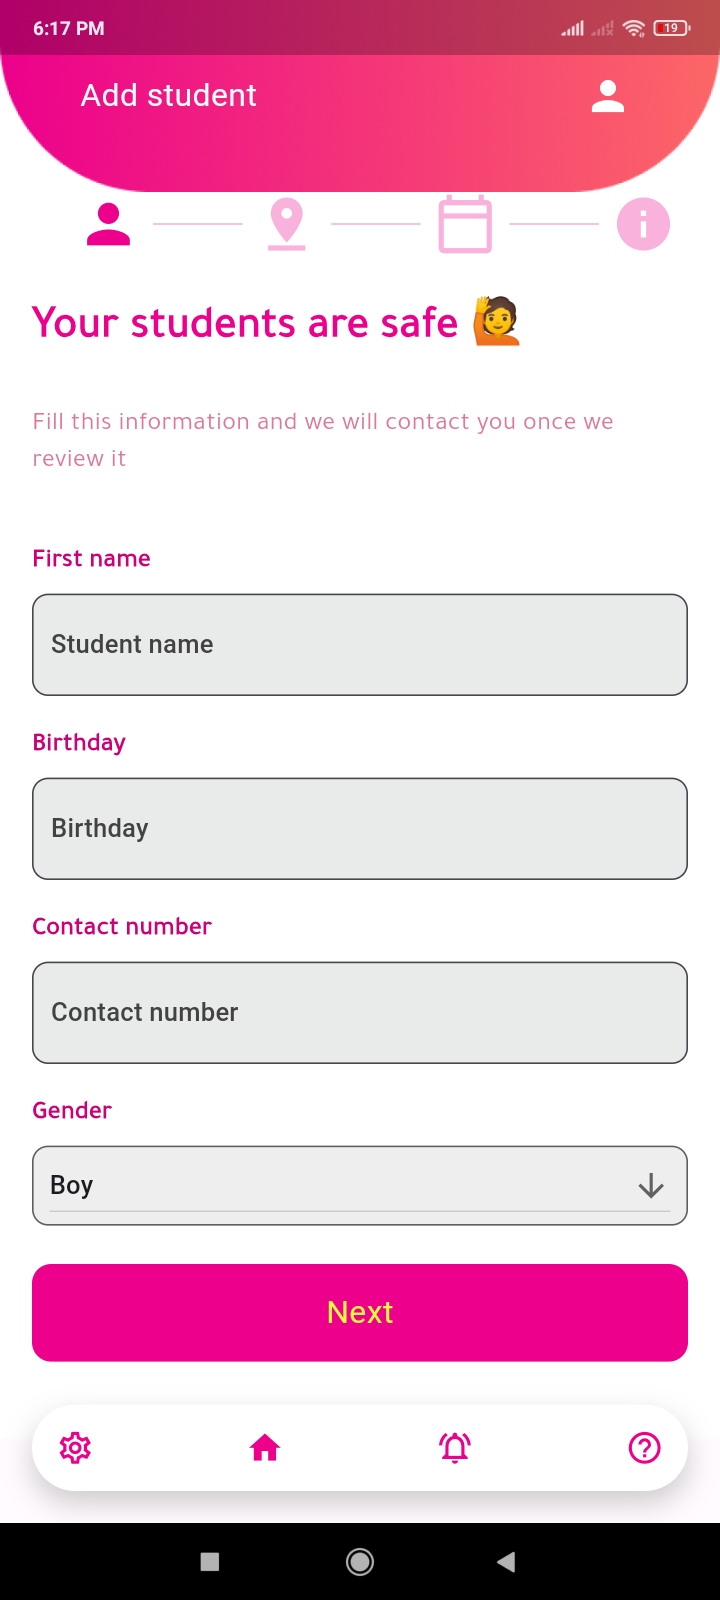 6:17 PM
19
Add student
Your students are safe 🙋
Fill this information and we will contact you once we
review it
First name
Student name
Birthday
Birthday
Contact number
Contact number
Gender
Boy
Next